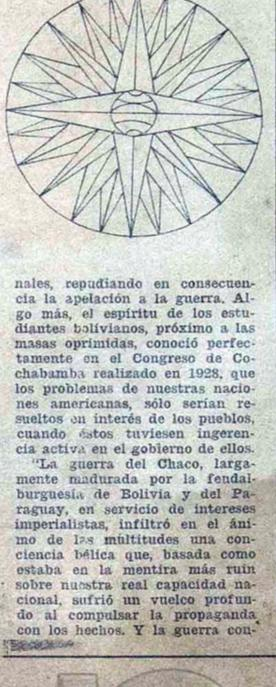 nales, repudiando en consecuen-
cia la apelación a la guerra. Al-
go más, el espíritu de los estu-
diantes bolivianos, próximo a las
masas oprimidas, conoció perfec-
tamente en el Congreso de Co-
chabamba realizado en 1928, que
los problemas de nuestras nacio-
nes americanas, sólo serían re-
sueltos en interés de los pueblos,
cuando éstos tuviesen ingeren-
cia activa en el gobierno de ellos.
"La guerra del Chaco, larga-
mente madurada por la feudal
burguesía de Bolivia y del Pa-
raguay, en servicio de intereses
imperialistas, infiltró en el áni-
mo de las multitudes una con-
ciencia bélica que, basada como
estaba en la mentira más ruin
sobre nuestra real capacidad na-
cional, sufrió un vuelco profun-
do al compulsar la propaganda
con los hechos. Y la guerra con-